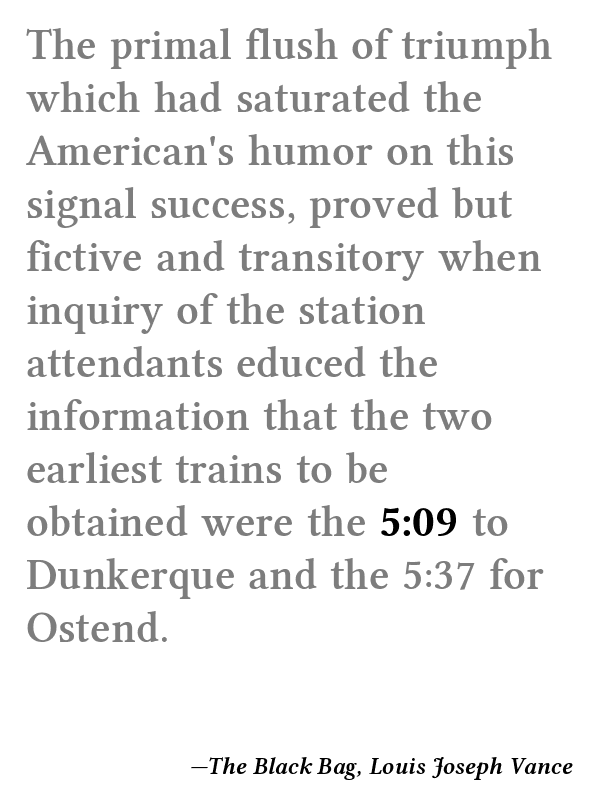 The primal flush of triumph
which had saturated the
American's humor on this
signal success, proved but
fictive and transitory when
inquiry of the station
attendants educed the
information that the two
earliest trains to be
obtained were the 5:09 to
Dunkerque and the 5:37 for
Ostend.
—The Black Bag, Louis Joseph Vance